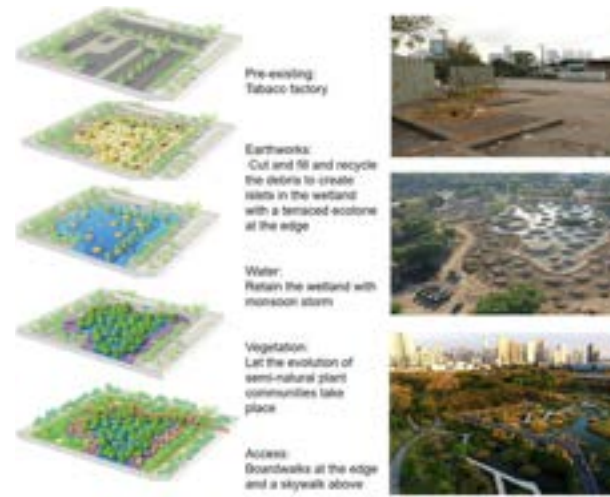 Pre-existing:
Tabaco factory
Earthworks:
Cut and fill and recycle
the debris to create
islets in the wetland
with a terraced ecolone
at the edge
Water:
Retain the wetland with
monsoon storm
Vegetation:
Let the evolution of
semi-natural plant
communities take
place
Access:
Boardwalks at the edge
and a skywalk above